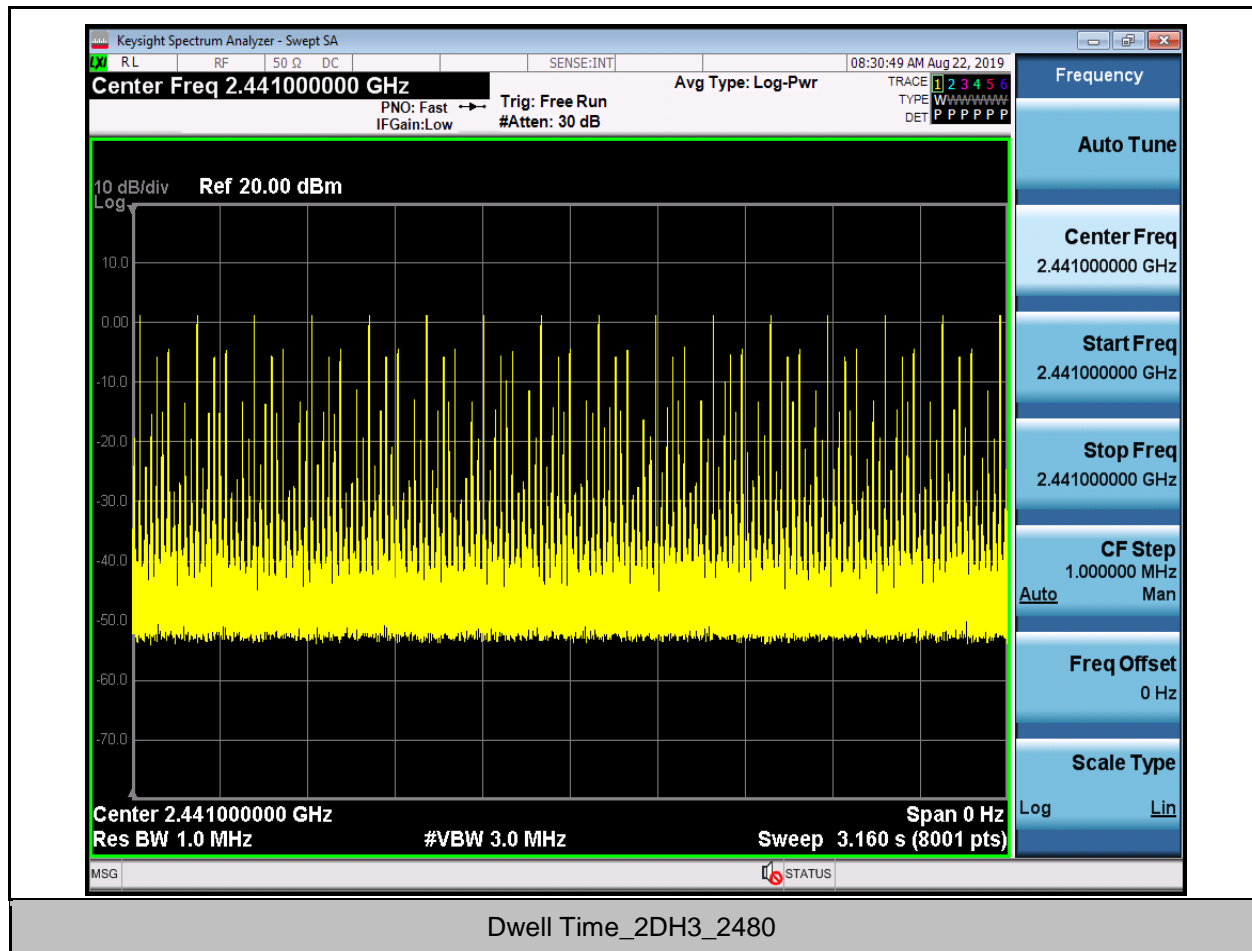 Keysight Spectrum Analyzer - Swept SA
LXI RL RF 50 Ω DC SENSE:INT 08:30:49 AM Aug 22, 2019
Center Freq 2.441000000 GHz
PNO: Fast
IFGain:Low
Trig: Free Run
#Atten: 30 dB
Avg Type: Log-Pwr
TRACE 1 2 3 4 5 6
TYPE WWWWWW
DET P P P P P P
10 dB/div Ref 20.00 dBm
Log
10.0
0.00
-10.0
-20.0
-30.0
-40.0
-50.0
-60.0
-70.0
Center 2.441000000 GHz Span 0 Hz
Res BW 1.0 MHz #VBW 3.0 MHz Sweep 3.160 s (8001 pts)
MSG STATUS
Frequency
Auto Tune
Center Freq
2.441000000 GHz
Start Freq
2.441000000 GHz
Stop Freq
2.441000000 GHz
CF Step
1.000000 MHz
Auto Man
Freq Offset
0 Hz
Scale Type
Log Lin
Dwell Time_2DH3_2480